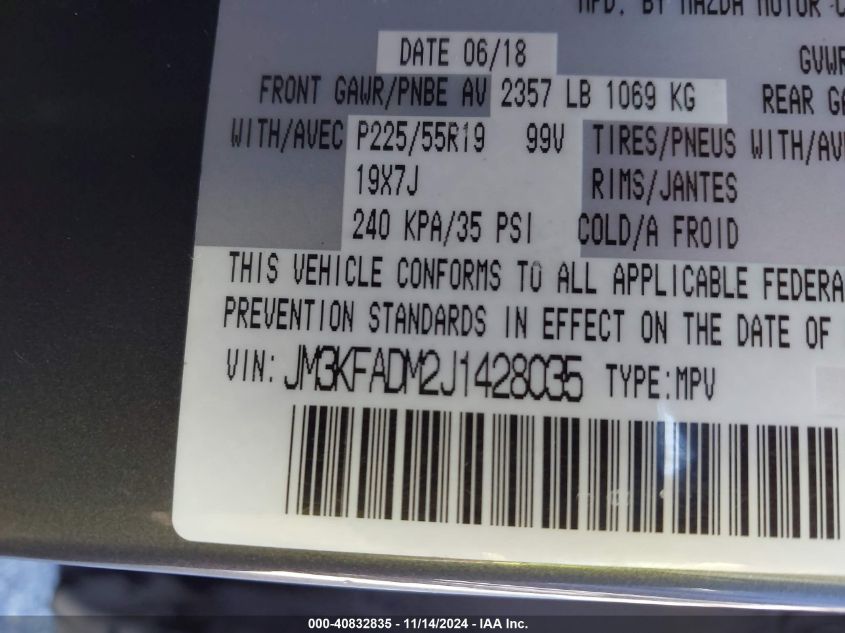 MFD. BY MAZDA MOTOR C
DATE 06/18 GVWR
FRONT GAWR/PNBE AV 2357 LB 1069 KG REAR GA
WITH/AVEC P225/55R19 99V TIRES/PNEUS WITH/AV
19X7J RIMS/JANTES
240 KPA/35 PSI COLD/A FROID
THIS VEHICLE CONFORMS TO ALL APPLICABLE FEDERA
PREVENTION STANDARDS IN EFFECT ON THE DATE OF
VIN: JM3KFADM2J1428035 TYPE:MPV
000-40832835 - 11/14/2024 - IAA Inc.